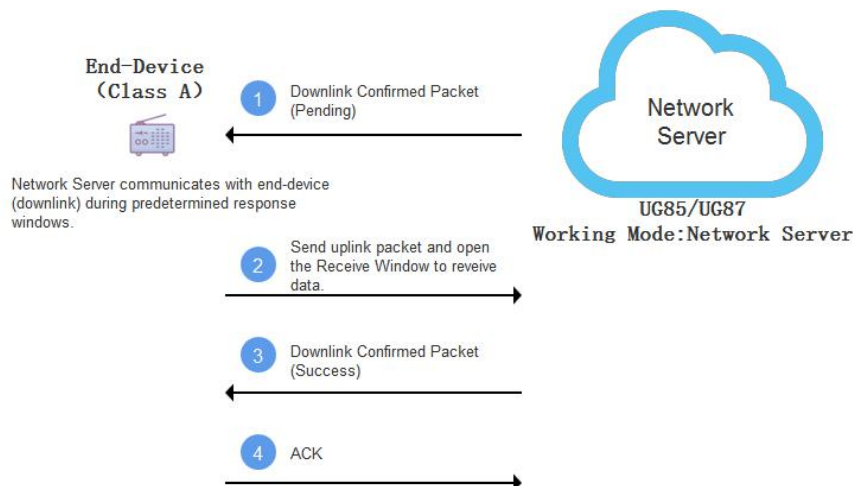 End-Device
(Class A)
1
Downlink Confirmed Packet
(Pending)
Network
Server
Network Server communicates with end-device
(downlink) during predetermined response
windows.
UG85/UG87
Working Mode:Network Server
2
Send uplink packet and open
the Receive Window to reveive
data.
3
Downlink Confirmed Packet
(Success)
4
ACK